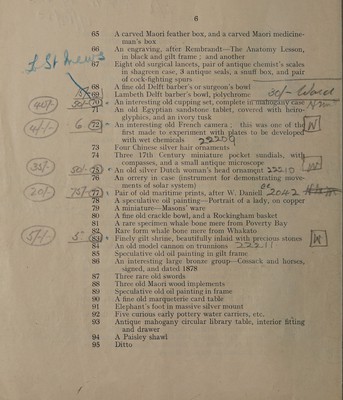 6
65 A carved Maori feather box, and a carved Maori medicine-
man's box
66 An engraving, after Rembrandt—The Anatomy Lesson,
in black and gilt frame ; and another
67 Eight old surgical lancets, pair of antique chemist's scales
in shagreen case, 3 antique seals, a snuff box, and pair
of cock-fighting spurs
68 A fine old Delft barber's or surgeon's bowl
69 Lambeth Delft barber's bowl, polychrome
40/- 70 An interesting old cupping set, complete in mahogany case
71 An old Egyptian sandstone tablet, covered with heiro-
glyphics, and an ivory tusk
6 72 An interesting old French camera ; this was one of the
first made to experiment with plates to be developed
with wet chemicals 22209
W
73 Four Chinese silver hair ornaments
74 Three 17th Century miniature pocket sundials, with
compasses, and a small antique microscope
75 An old silver Dutch woman's head ornament 22210
W
76 An orrery in case (instrument for demonstrating move-
ments of solar system)
77 Pair of old maritime prints, after W. Daniell 2042
78 A speculative oil painting—Portrait of a lady, on copper
79 A miniature—Masons' ware
80 A fine old crackle bowl, and a Rockingham basket
81 A rare specimen whale bone mere from Poverty Bay
82 Rare form whale bone mere from Whakato
83 Finely gilt shrine, beautifully inlaid with precious stones
W
84 An old model cannon on trunnions 22211
85 Speculative old oil painting in gilt frame
86 An interesting large bronze group—Cossack and horses,
signed, and dated 1878
87 Three rare old swords
88 Three old Maori wood implements
89 Speculative old oil painting in frame
90 A fine old marqueterie card table
91 Elephant's foot in massive silver mount
92 Five curious early pottery water carriers, etc.
93 Antique mahogany circular library table, interior fitting
and drawer
94 A Paisley shawl
95 Ditto